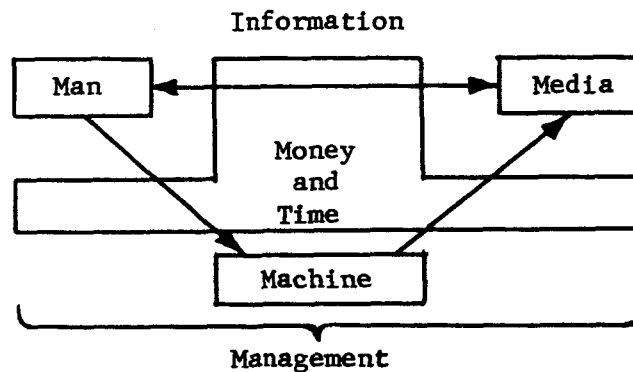 Information
Man
Media
Money
and
Time
Machine
Management